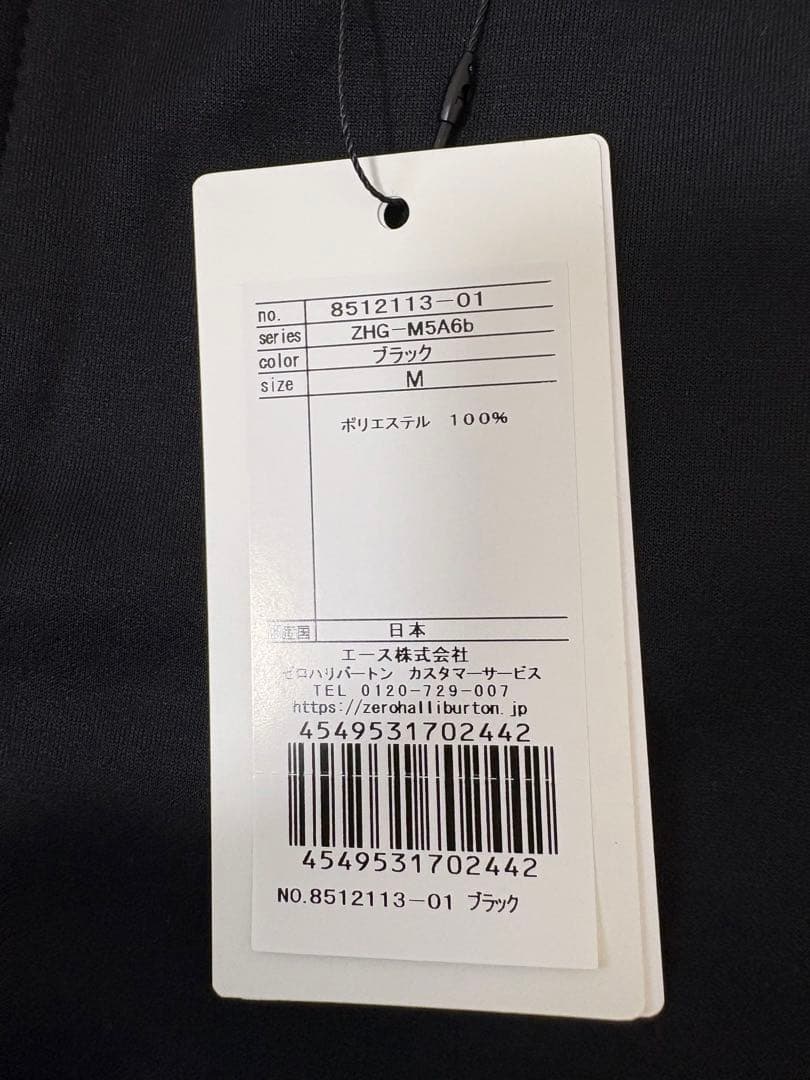 no. 8512113-01
series ZHG-M5A6b
color ブラック
size M
ポリエステル 100%
原産国 日本
エース株式会社
ゼロハリバートン カスタマーサービス
TEL 0120-729-007
https://zerohalliburton.jp
4549531702442
4549531702442
NO.8512113-01 ブラック